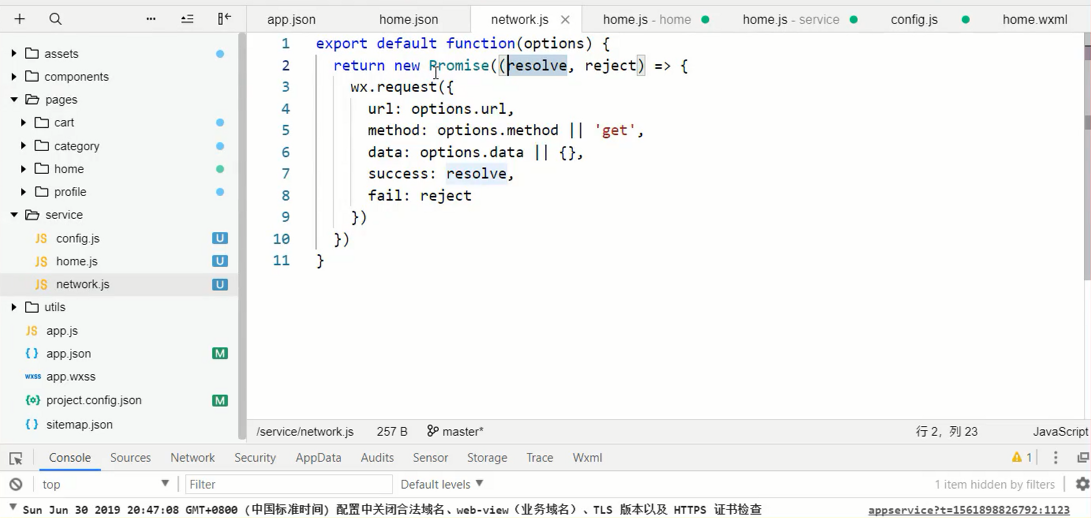 app.json
home.json
network.js
home.js - home
home.js - service
config.js
home.wxml
assets
components
pages
cart
category
home
profile
service
JS config.js U
JS home.js U
JS network.js U
utils
JS app.js
app.json M
WXSS app.wxss
project.config.json M
sitemap.json
1 export default function(options) {
2 return new Promise((resolve, reject) => {
3 wx.request({
4 url: options.url,
5 method: options.method || 'get',
6 data: options.data || {},
7 success: resolve,
8 fail: reject
9 })
10 })
11 }
/service/network.js 257 B master* 行 2，列 23 JavaScript
Console Sources Network Security AppData Audits Sensor Storage Trace Wxml 1
top Filter Default levels 1 item hidden by filters
Sun Jun 30 2019 20:47:08 GMT+0800 (中国标准时间) 配置中关闭合法域名、web-view（业务域名）、TLS 版本以及 HTTPS 证书检查 appservice?t=1561898826792:1123